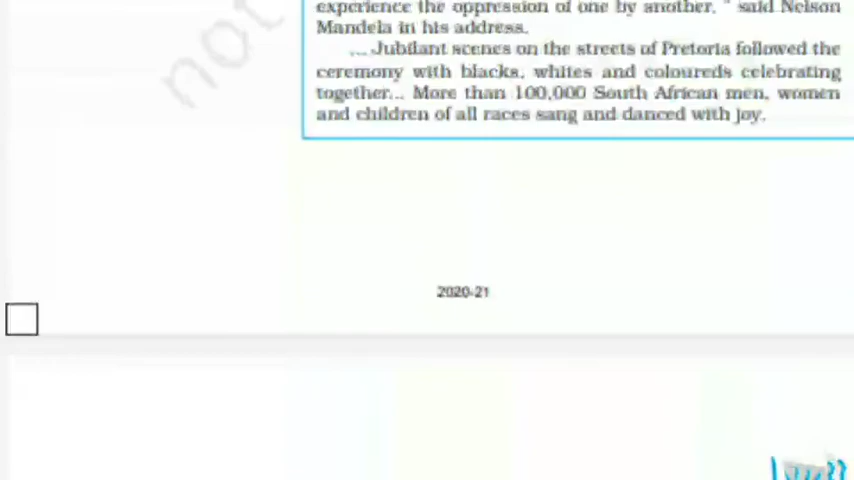 experience the oppression of one by another, " said Nelson
Mandela in his address.
... Jubilant scenes on the streets of Pretoria followed the
ceremony with blacks, whites and coloureds celebrating
together... More than 100,000 South African men, women
and children of all races sang and danced with joy.
not
2020-21